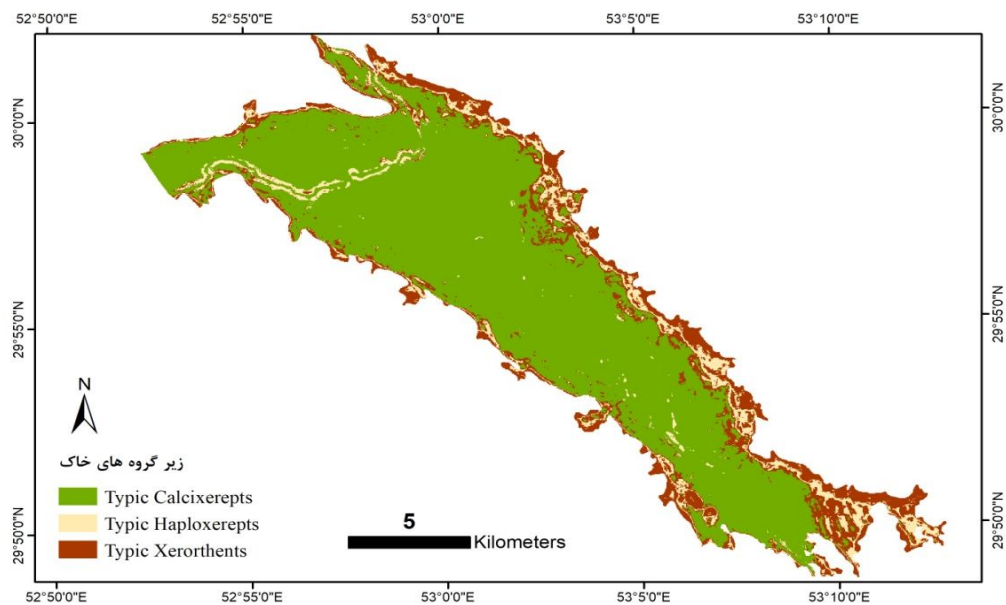 52°50'0"E 52°55'0"E 53°0'0"E 53°5'0"E 53°10'0"E
30°0'0"N 30°0'0"N
29°55'0"N 29°55'0"N
29°50'0"N 29°50'0"N
N
زیر گروه های خاک
Typic Calcixerepts
Typic Haploxerepts
Typic Xerorthents
5
Kilometers
52°50'0"E 52°55'0"E 53°0'0"E 53°5'0"E 53°10'0"E